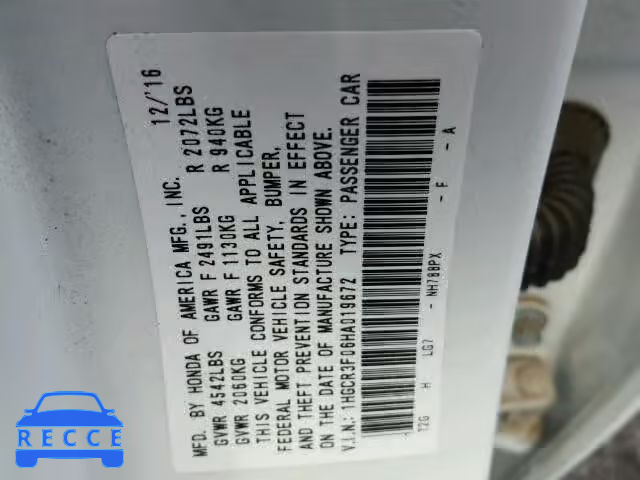 MFD. BY HONDA OF AMERICA MFG., INC. 12/'16
GVWR 4542LBS GAWR F 2491LBS R 2072LBS
GVWR 2060KG GAWR F 1130KG R 940KG
THIS VEHICLE CONFORMS TO ALL APPLICABLE
FEDERAL MOTOR VEHICLE SAFETY, BUMPER,
AND THEFT PREVENTION STANDARDS IN EFFECT
ON THE DATE OF MANUFACTURE SHOWN ABOVE.
V.I.N.: 1HGCR3F06HA019672 TYPE: PASSENGER CAR
T2G H LG7 - NH788PX - F - A
RECCE